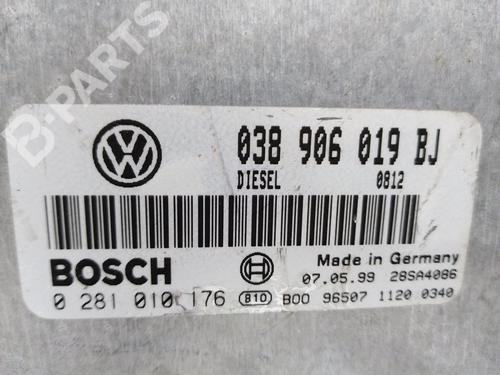 B-PARTS
038 906 019 BJ
DIESEL 0812
BOSCH
Made in Germany
07.05.99 28SA4086
0 281 010 176 810 B00 96507 1120 0340